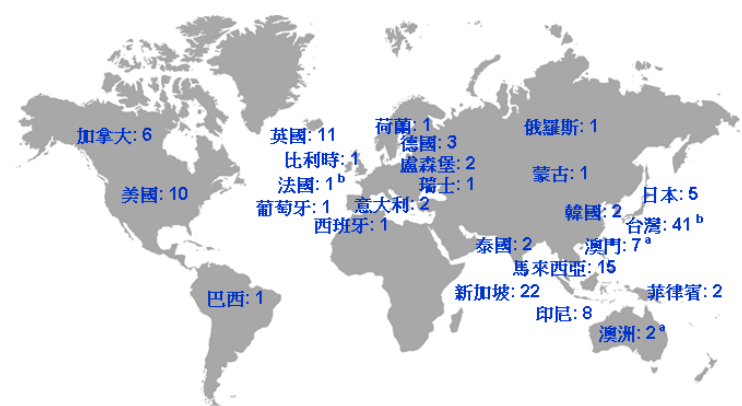 加拿大: 6
美國: 10
巴西: 1
英國: 11
比利時: 1
法國: 1 b
葡萄牙: 1
西班牙: 1
荷蘭: 1
德國: 3
盧森堡: 2
瑞士: 1
意大利: 2
俄羅斯: 1
蒙古: 1
日本: 5
韓國: 2
台灣: 41 b
澳門: 7 a
泰國: 2
馬來西亞: 15
新加坡: 22
菲律賓: 2
印尼: 8
澳洲: 2 a